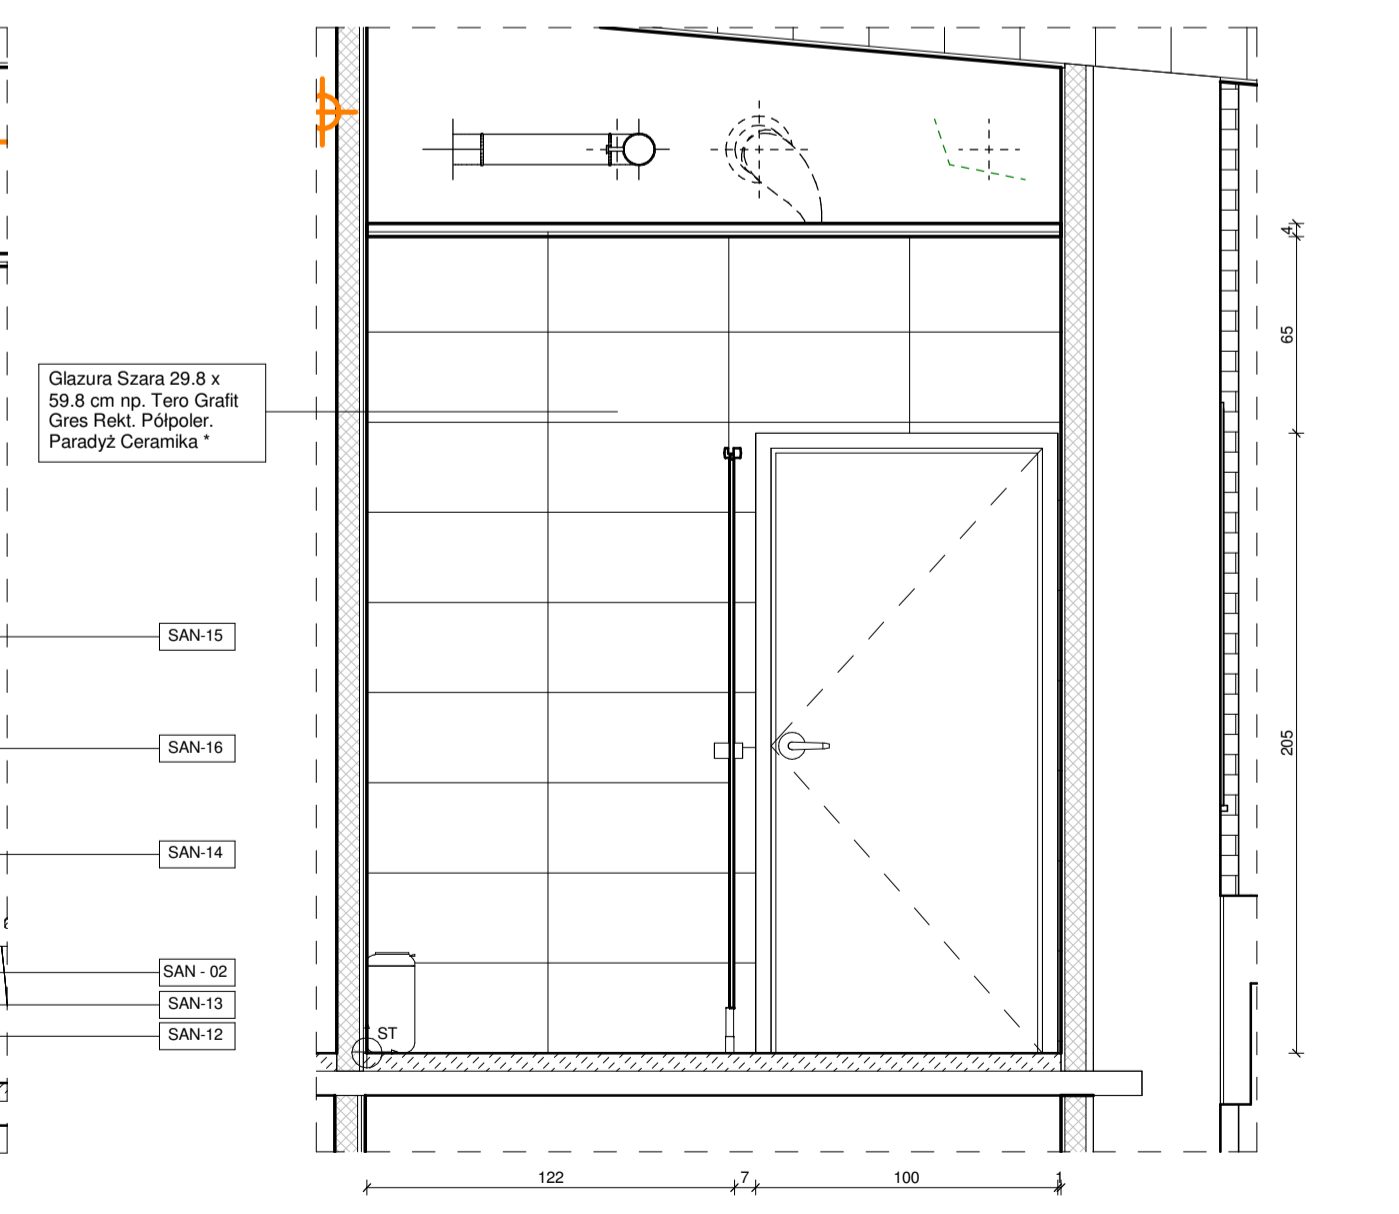 4
Glazura Szara 29.8 x
59.8 cm np. Tero Grafit
Gres Rekt. Półpoler.
Paradyż Ceramika *
65
SAN-15
SAN-16
205
SAN-14
SAN - 02
SAN-13
SAN-12
ST
122
7
100
1